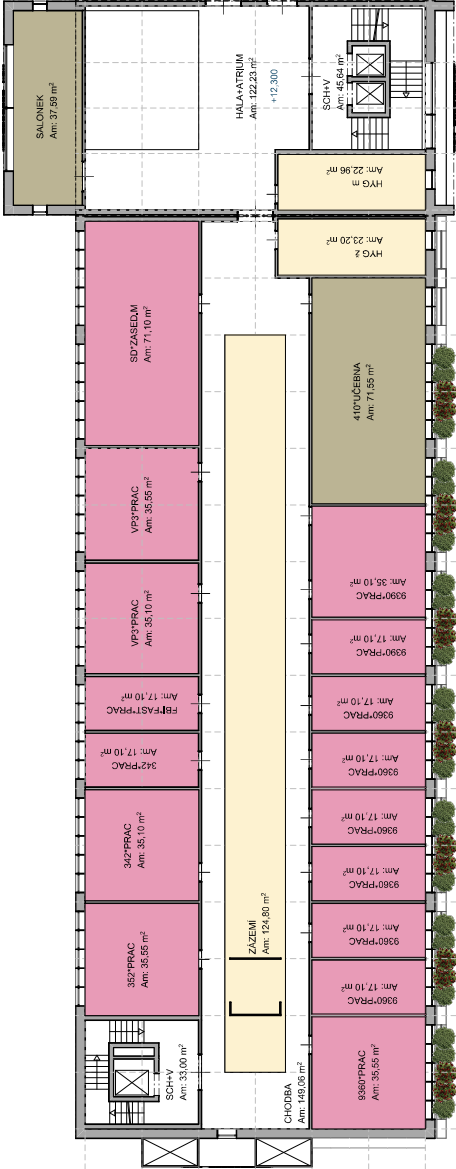 SALONEK
Am: 37,59 m²
HALA+ATRIUM
Am: 122,23 m²
+12,300
SCH+V
Am: 45,64 m²
HYG m
Am: 22,96 m²
HYG ž
Am: 23,20 m²
SD*ZASED.M
Am: 71,10 m²
410*UČEBNA
Am: 71,55 m²
VP3*PRAC
Am: 35,55 m²
9390*PRAC
Am: 35,10 m²
VP3*PRAC
Am: 35,10 m²
9390*PRAC
Am: 17,10 m²
FBI*FAST*PRAC
Am: 17,10 m²
9360*PRAC
Am: 17,10 m²
342*PRAC
Am: 17,10 m²
9360*PRAC
Am: 17,10 m²
342*PRAC
Am: 35,10 m²
9360*PRAC
Am: 17,10 m²
9360*PRAC
Am: 17,10 m²
352*PRAC
Am: 35,55 m²
ZÁZEMÍ
Am: 124,80 m²
9360*PRAC
Am: 17,10 m²
9360*PRAC
Am: 17,10 m²
SCH+V
Am: 33,00 m²
CHODBA
Am: 149,06 m²
9360*PRAC
Am: 35,55 m²